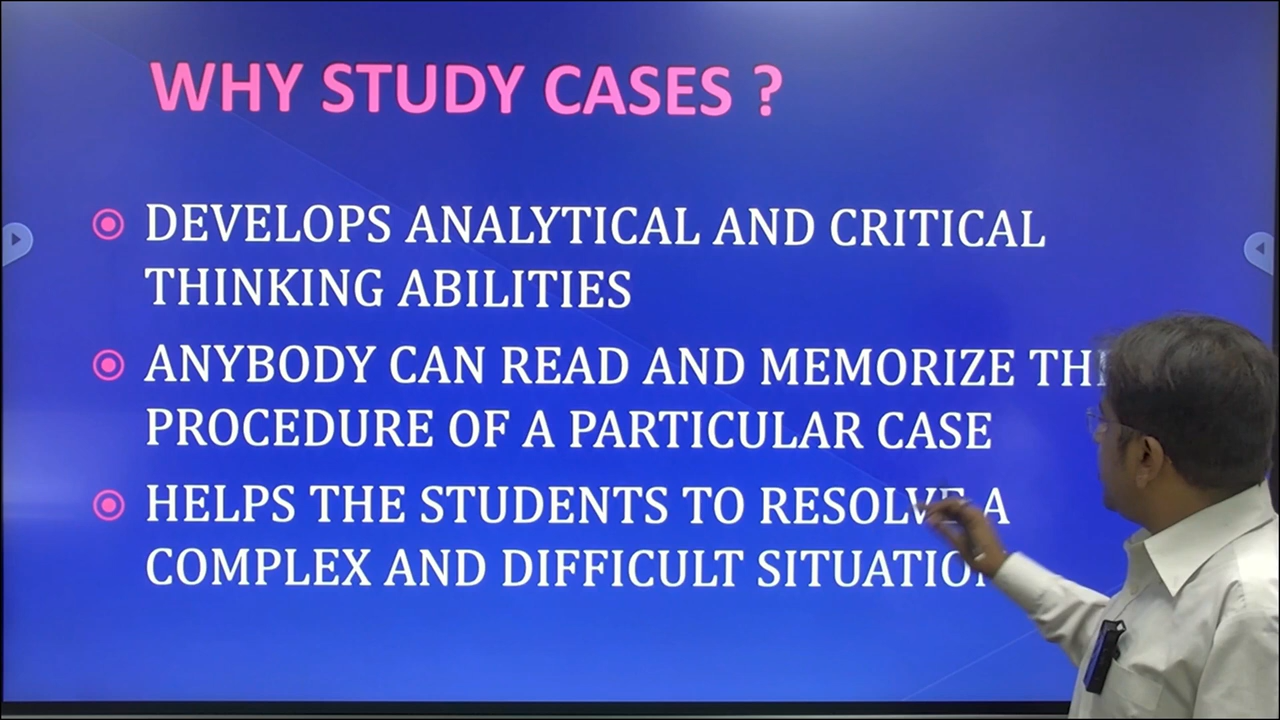 WHY STUDY CASES ?
DEVELOPS ANALYTICAL AND CRITICAL
THINKING ABILITIES
ANYBODY CAN READ AND MEMORIZE
PROCEDURE OF A PARTICULAR CASE
HELPS THE STUDENTS TO RESOLVE A
COMPLEX AND DIFFICULT SITUATION